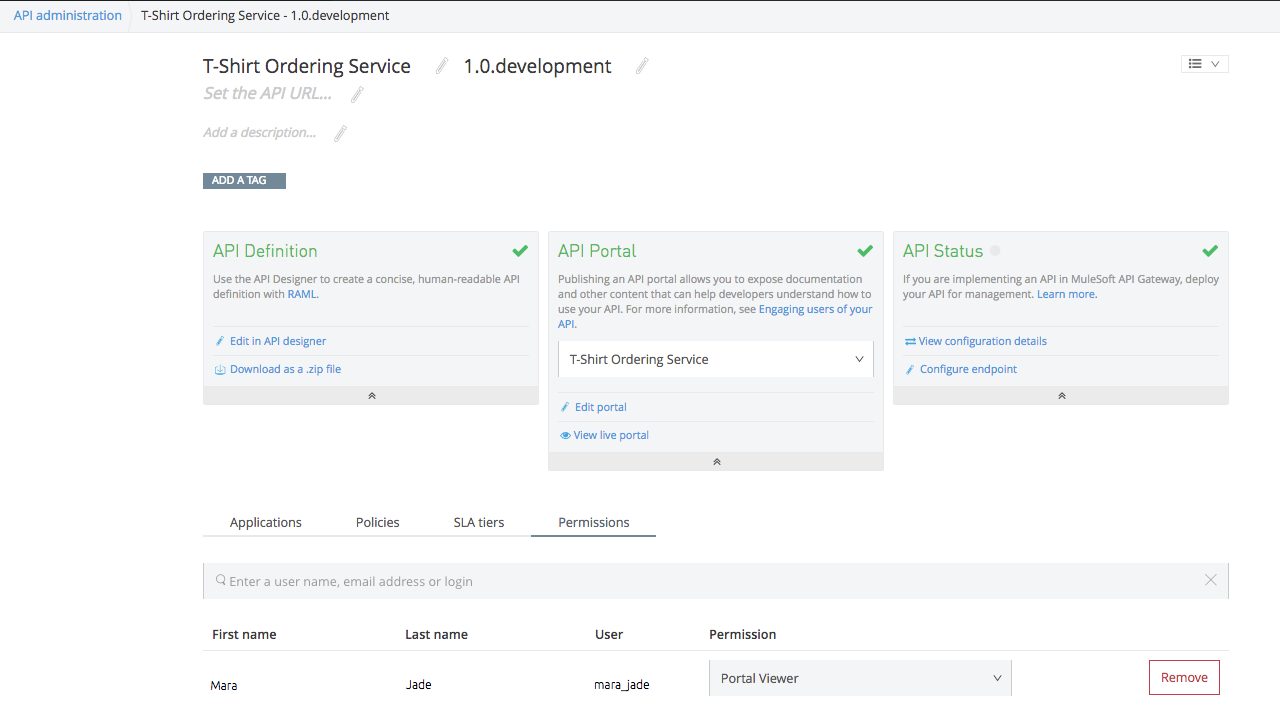 API administration T-Shirt Ordering Service - 1.0.development
T-Shirt Ordering Service 1.0.development
Set the API URL...
Add a description...
ADD A TAG
API Definition
Use the API Designer to create a concise, human-readable API
definition with RAML.
Edit in API designer
Download as a .zip file
API Portal
Publishing an API portal allows you to expose documentation
and other content that can help developers understand how to
use your API. For more information, see Engaging users of your
API.
T-Shirt Ordering Service
Edit portal
View live portal
API Status
If you are implementing an API in MuleSoft API Gateway, deploy
your API for management. Learn more.
View configuration details
Configure endpoint
Applications Policies SLA tiers Permissions
Enter a user name, email address or login
First name Last name User Permission
Mara Jade mara_jade Portal Viewer Remove